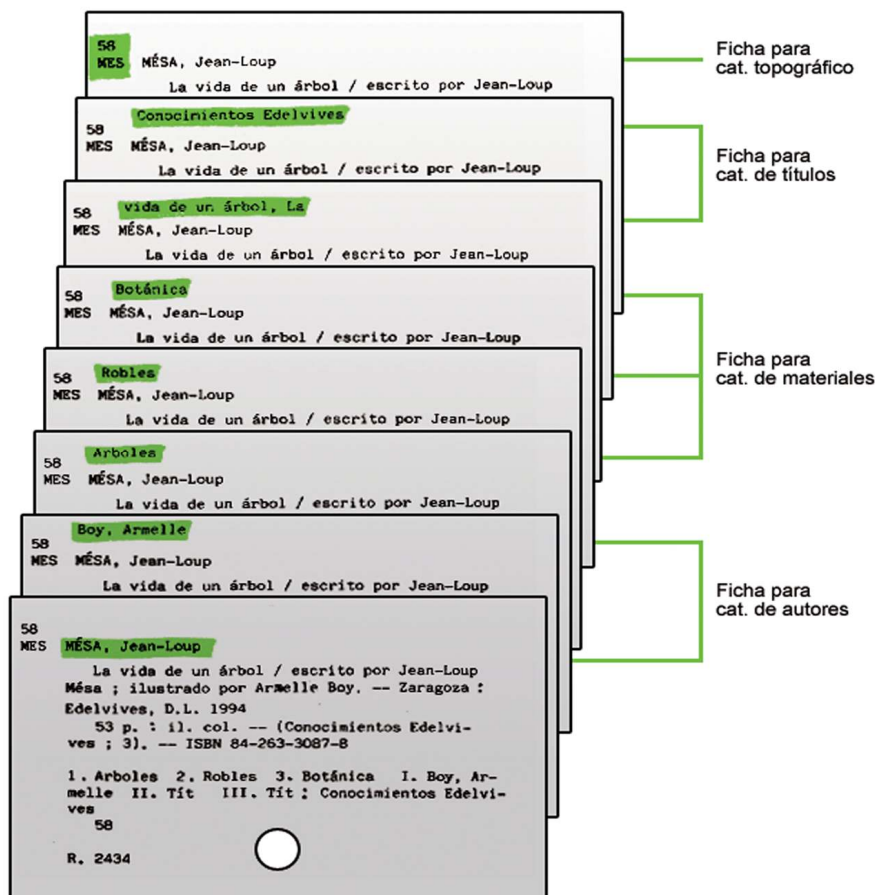 58
MES MÉSA, Jean-Loup
La vida de un árbol / escrito por Jean-Loup
Ficha para
cat. topográfico
Conocimientos Edelvives
58
MES MÉSA, Jean-Loup
La vida de un árbol / escrito por Jean-Loup
Ficha para
cat. de títulos
vida de un árbol, La
58
MES MÉSA, Jean-Loup
La vida de un árbol / escrito por Jean-Loup
Botánica
58
MES MÉSA, Jean-Loup
La vida de un árbol / escrito por Jean-Loup
Ficha para
cat. de materiales
Robles
58
MES MÉSA, Jean-Loup
La vida de un árbol / escrito por Jean-Loup
Arboles
58
MES MÉSA, Jean-Loup
La vida de un árbol / escrito por Jean-Loup
Boy, Armelle
58
MES MÉSA, Jean-Loup
La vida de un árbol / escrito por Jean-Loup
Ficha para
cat. de autores
58
MES MÉSA, Jean-Loup
La vida de un árbol / escrito por Jean-Loup
Mésa ; ilustrado por Armelle Boy. -- Zaragoza :
Edelvives, D.L. 1994
53 p. : il. col. -- (Conocimientos Edelvi-
ves ; 3). -- ISBN 84-263-3087-8
1. Arboles 2. Robles 3. Botánica I. Boy, Ar-
melle II. Tít III. Tít : Conocimientos Edelvi-
ves
58
R. 2434